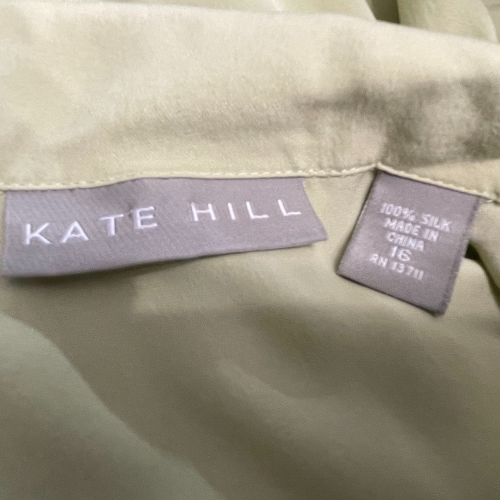 KATE HILL
100% SILK
MADE IN
CHINA
16
RN 13711